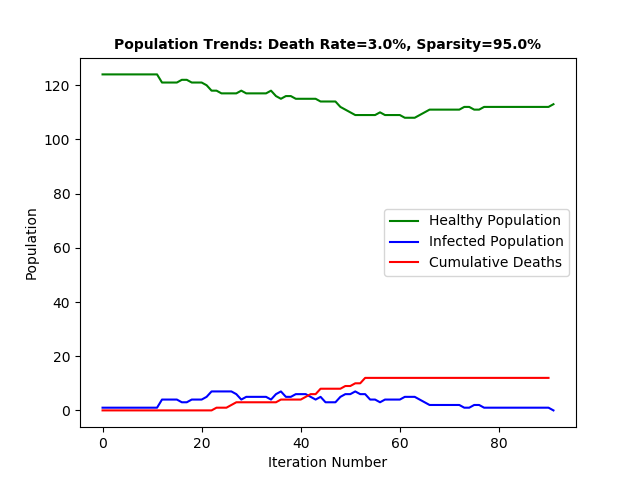 Population Trends: Death Rate=3.0%, Sparsity=95.0%
120
100
80
60
40
20
0
Population
Healthy Population
Infected Population
Cumulative Deaths
0 20 40 60 80
Iteration Number